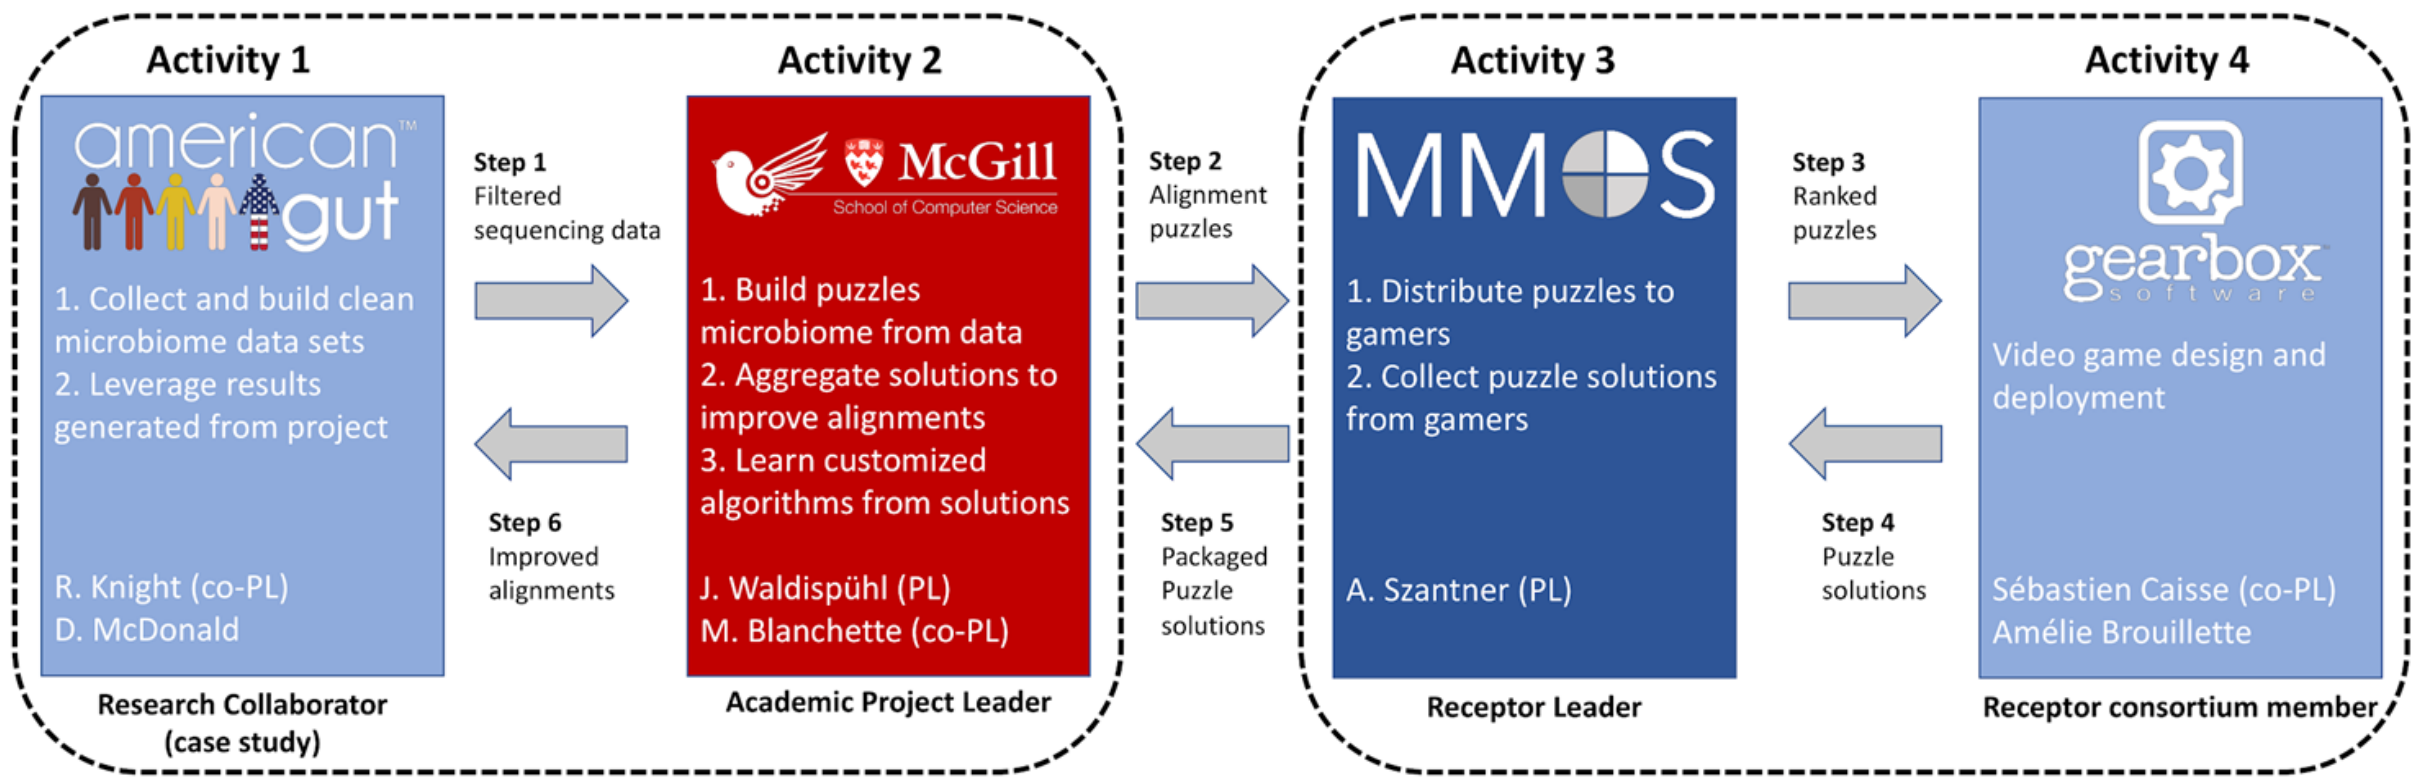 Activity 1
american™
gut
1. Collect and build clean
microbiome data sets
2. Leverage results
generated from project
R. Knight (co-PL)
D. McDonald
Research Collaborator
(case study)
Step 1
Filtered
sequencing data
Step 6
Improved
alignments
Activity 2
McGill
School of Computer Science
1. Build puzzles
microbiome from data
2. Aggregate solutions to
improve alignments
3. Learn customized
algorithms from solutions
J. Waldispühl (PL)
M. Blanchette (co-PL)
Academic Project Leader
Step 2
Alignment
puzzles
Step 5
Packaged
Puzzle
solutions
Activity 3
MMOS
1. Distribute puzzles to
gamers
2. Collect puzzle solutions
from gamers
A. Szantner (PL)
Receptor Leader
Step 3
Ranked
puzzles
Step 4
Puzzle
solutions
Activity 4
gearbox
software
Video game design and
deployment
Sébastien Caisse (co-PL)
Amélie Brouillette
Receptor consortium member